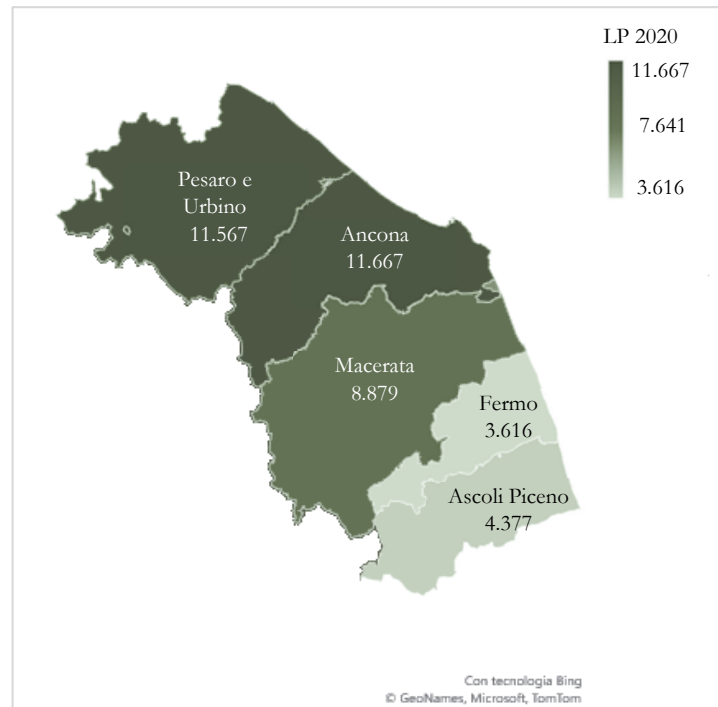 LP 2020
11.667
7.641
3.616
Pesaro e
Urbino
11.567
Ancona
11.667
Macerata
8.879
Fermo
3.616
Ascoli Piceno
4.377
Con tecnologia Bing
© GeoNames, Microsoft, TomTom